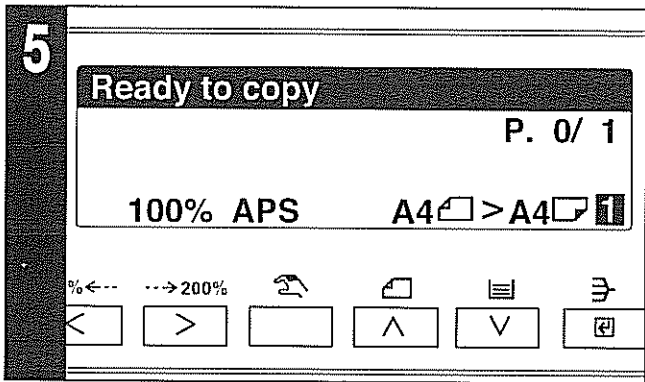 5
Ready to copy
P. 0/ 1
100% APS A4 > A4 1
%←--- ---→200%
< > ∧ ∨ ↵